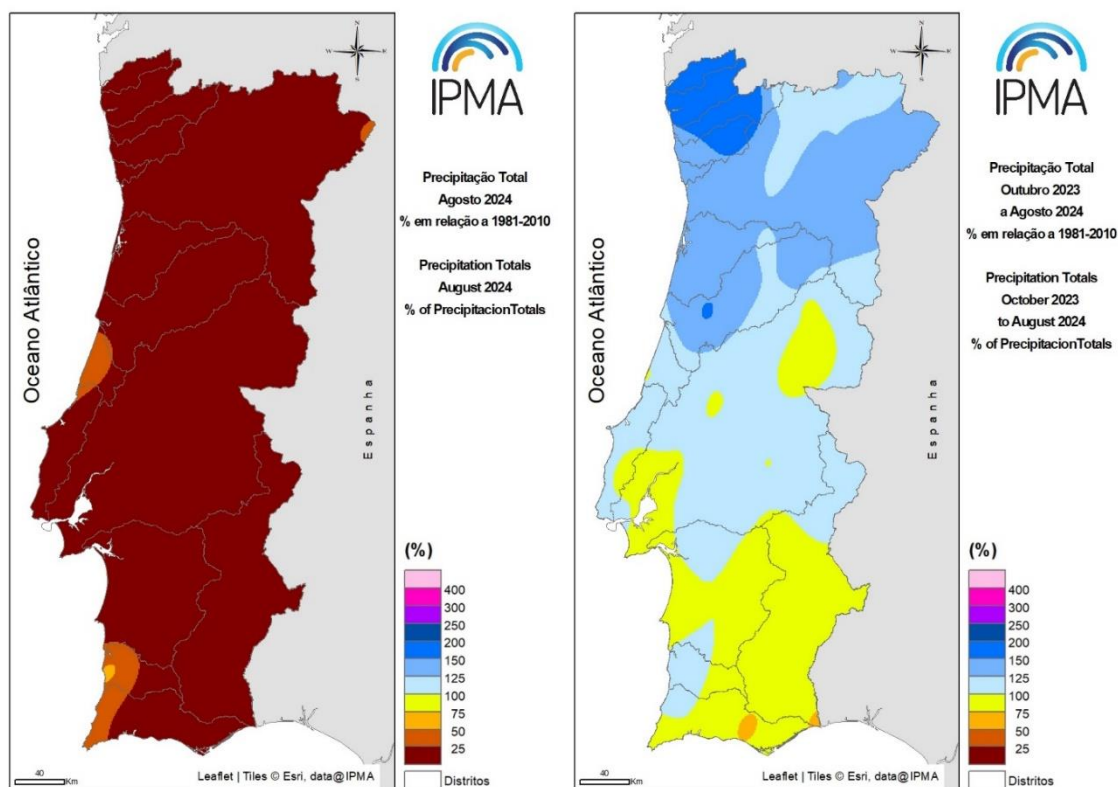 IPMA
Precipitação Total
Agosto 2024
% em relação a 1981-2010
Precipitation Totals
August 2024
% of PrecipitacionTotals
Oceano Atlântico
Espanha
N
W
E
S
(%)
400
300
250
200
150
125
100
75
50
25
Distritos
40
Km
Leaflet | Tiles © Esri, data@IPMA
IPMA
Precipitação Total
Outubro 2023
a Agosto 2024
% em relação a 1981-2010
Precipitation Totals
October 2023
to August 2024
% of PrecipitacionTotals
Oceano Atlântico
Espanha
N
W
E
S
(%)
400
300
250
200
150
125
100
75
50
25
Distritos
40
Km
Leaflet | Tiles © Esri, data@IPMA